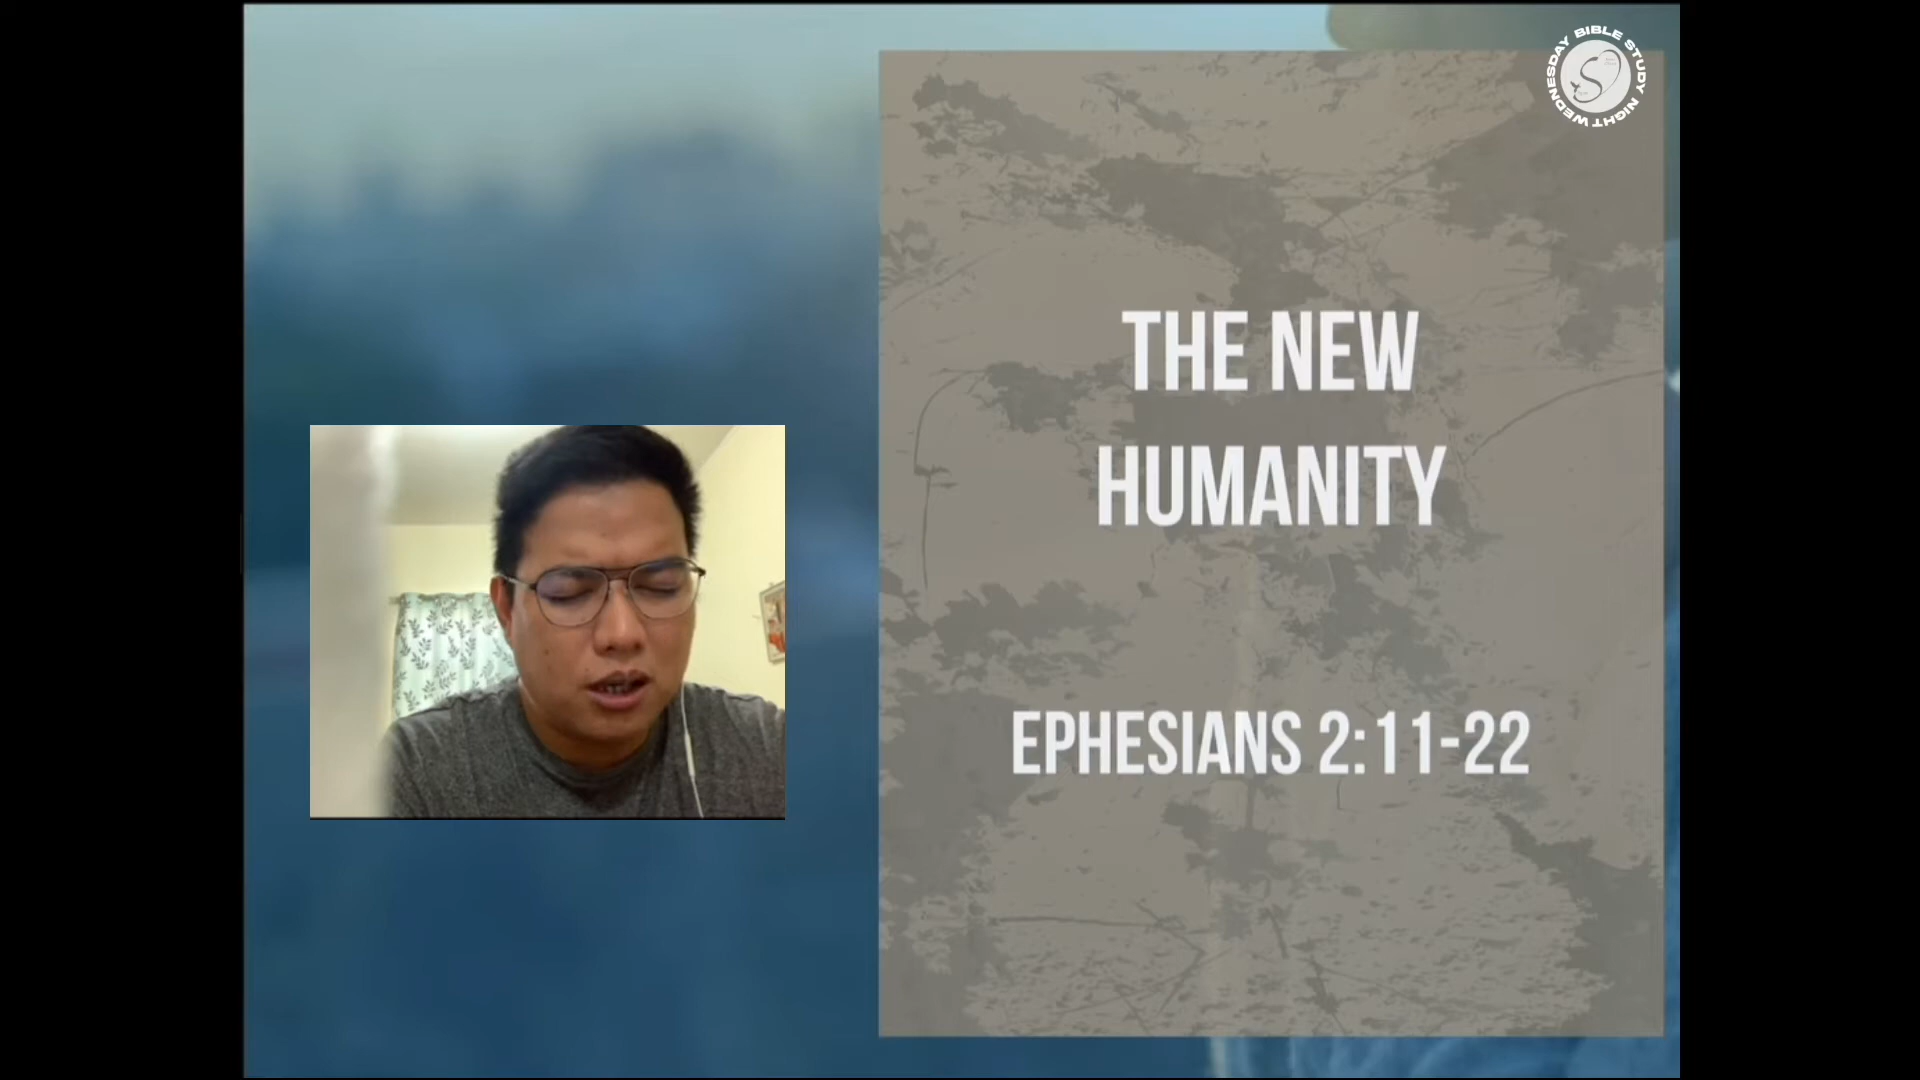 WEDNESDAY BIBLE STUDY NIGHT
THE NEW
HUMANITY
EPHESIANS 2:11-22